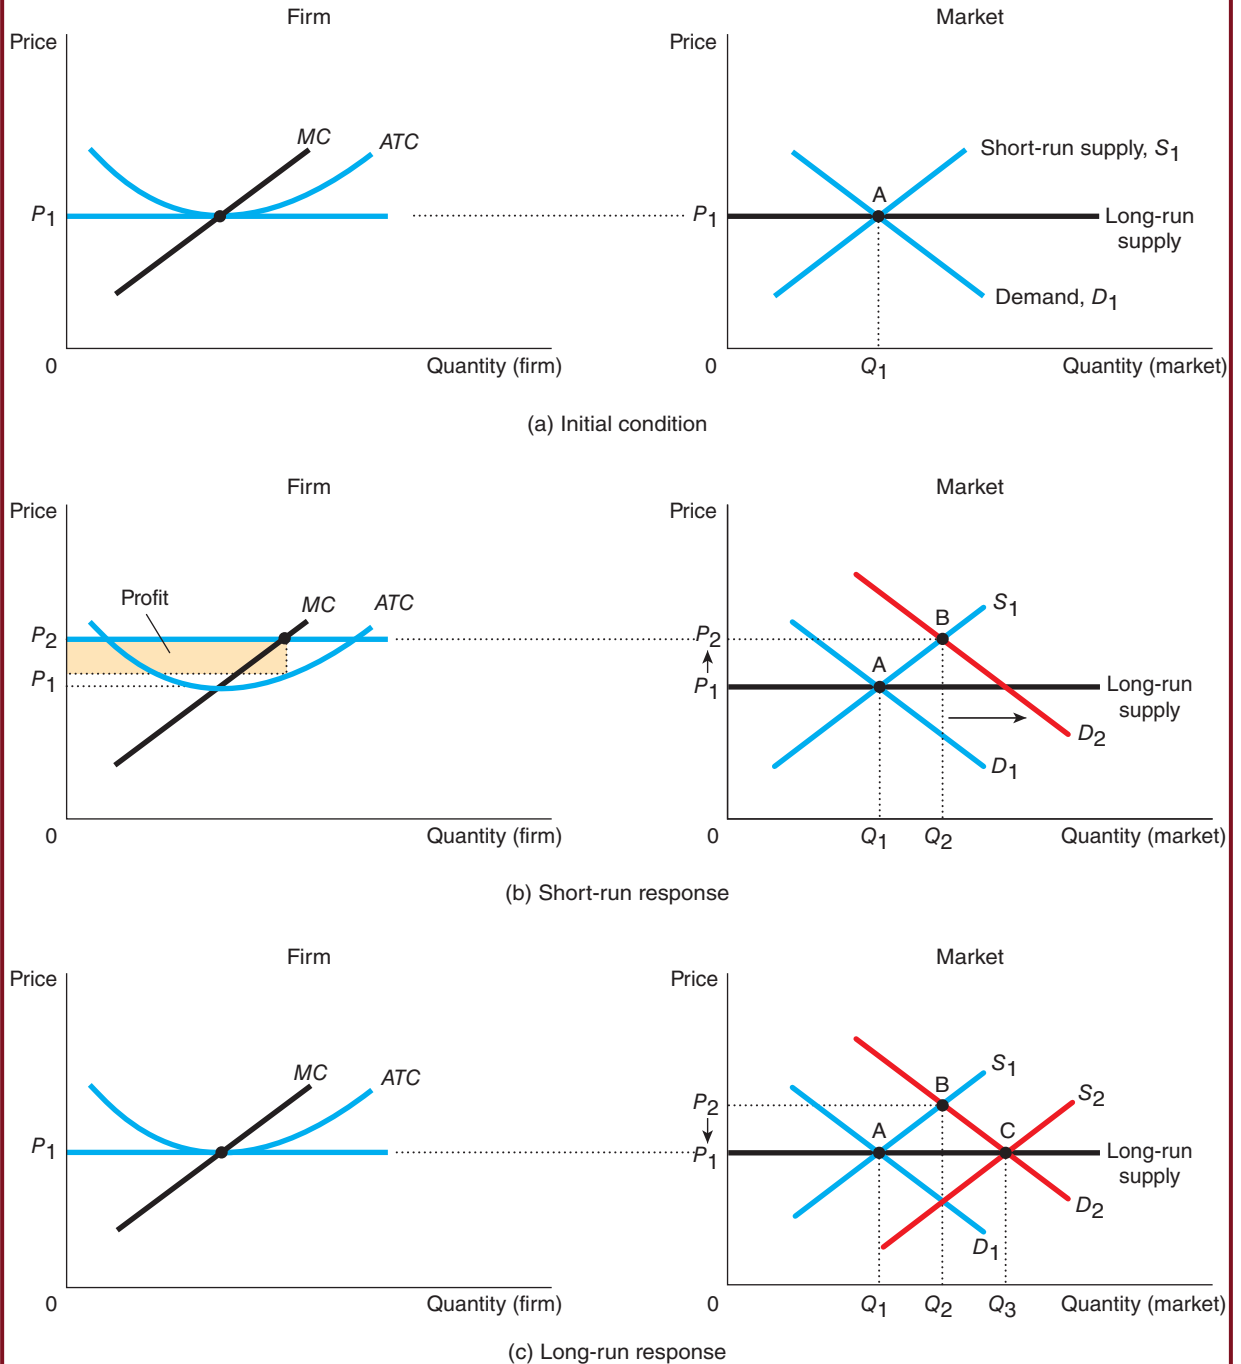 Firm
Market
Price
Price
MC
ATC
Short-run supply, S1
A
P1
P1
Long-run
supply
Demand, D1
0
Quantity (firm)
0
Q1
Quantity (market)
(a) Initial condition
Firm
Market
Price
Price
Profit
MC
ATC
S1
B
P2
P2
A
P1
P1
Long-run
supply
D2
D1
0
Quantity (firm)
0
Q1
Q2
Quantity (market)
(b) Short-run response
Firm
Market
Price
Price
MC
ATC
S1
B
S2
P2
A
C
P1
P1
Long-run
supply
D2
D1
0
Quantity (firm)
0
Q1
Q2
Q3
Quantity (market)
(c) Long-run response